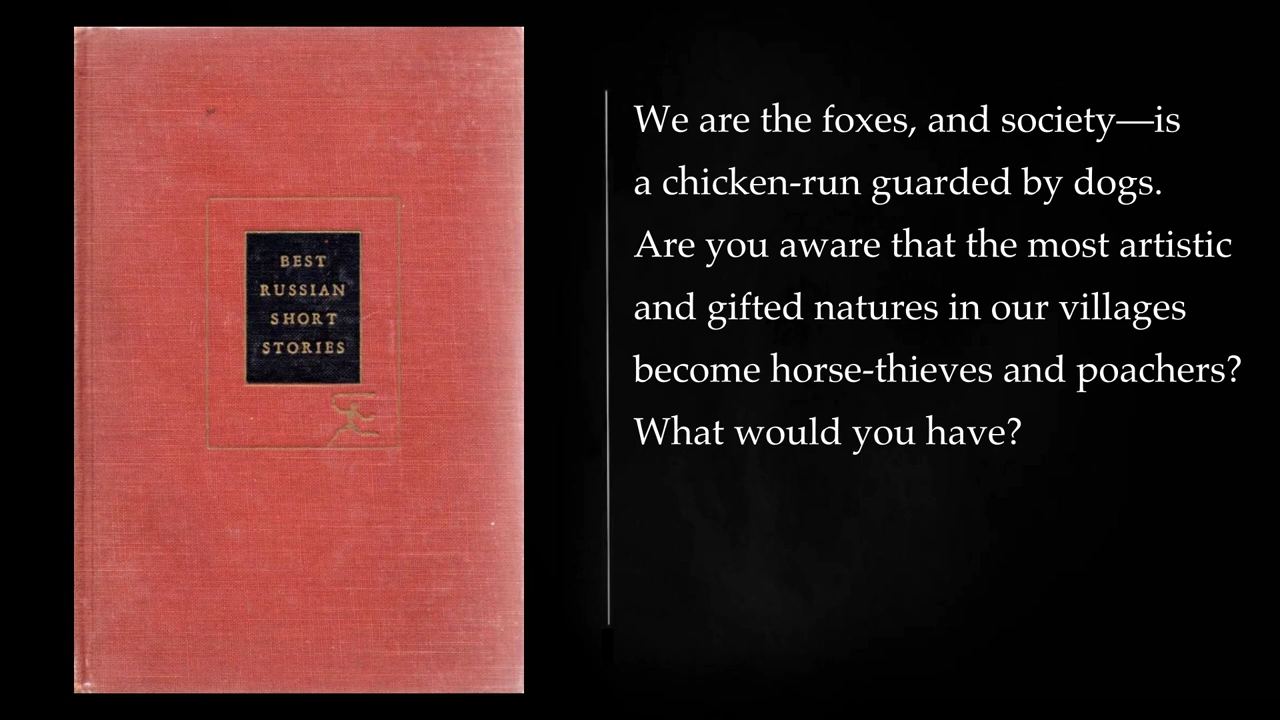 BEST
RUSSIAN
SHORT
STORIES
We are the foxes, and society—is
a chicken-run guarded by dogs.
Are you aware that the most artistic
and gifted natures in our villages
become horse-thieves and poachers?
What would you have?